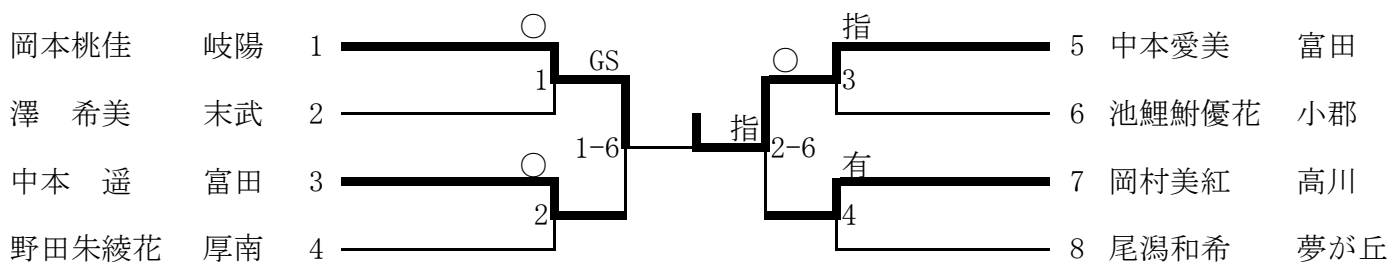 岡本桃佳 岐陽 1
澤 希美 末武 2
中本 遥 富田 3
野田朱綾花 厚南 4
○
1
GS
1-6
○
2
指
○
2-6
指
3
有
4
5 中本愛美 富田
6 池鯉鮒優花 小郡
7 岡村美紅 高川
8 尾潟和希 夢が丘